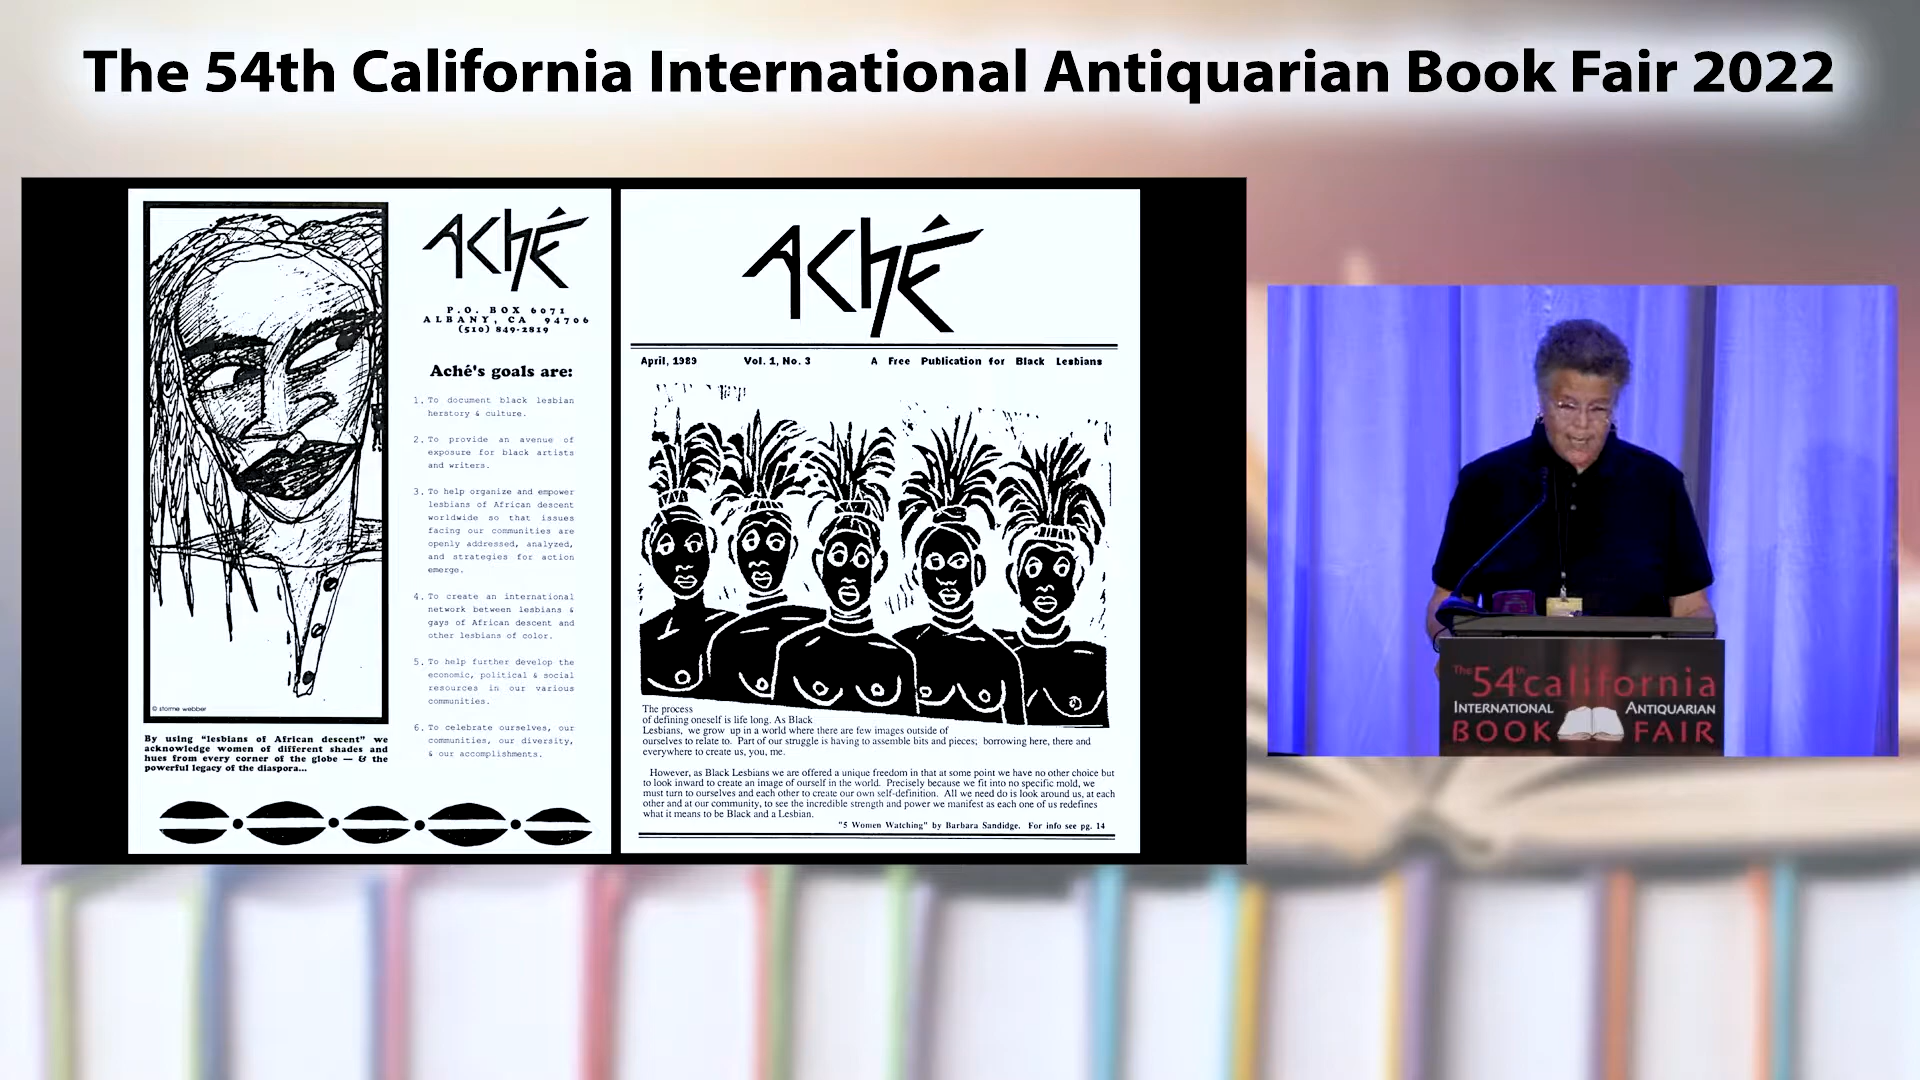 The 54th California International Antiquarian Book Fair 2022
© storme webber
By using "lesbians of African descent" we
acknowledge women of different shades and
hues from every corner of the globe — & the
powerful legacy of the diaspora...
Aché
P.O. BOX 6071
ALBANY, CA 94706
(510) 849-2819
Aché's goals are:
1. To document black lesbian
herstory & culture.
2. To provide an avenue of
exposure for black artists
and writers.
3. To help organize and empower
lesbians of African descent
worldwide so that issues
facing our communities are
openly addressed, analyzed,
and strategies for action
emerge.
4. To create an international
network between lesbians &
gays of African descent and
other lesbians of color.
5. To help further develop the
economic, political & social
resources in our various
communities.
6. To celebrate ourselves, our
communities, our diversity,
& our accomplishments.
Aché
April, 1989 Vol. 1, No. 3 A Free Publication for Black Lesbians
The process
of defining oneself is life long. As Black
Lesbians, we grow up in a world where there are few images outside of
ourselves to relate to. Part of our struggle is having to assemble bits and pieces; borrowing here, there and
everywhere to create us, you, me.
However, as Black Lesbians we are offered a unique freedom in that at some point we have no other choice but
to look inward to create an image of ourself in the world. Precisely because we fit into no specific mold, we
must turn to ourselves and each other to create our own self-definition. All we need do is look around us, at each
other and at our community, to see the incredible strength and power we manifest as each one of us redefines
what it means to be Black and a Lesbian.
"5 Women Watching" by Barbara Sandidge. For info see pg. 14
The 54th california
INTERNATIONAL ANTIQUARIAN
BOOK FAIR